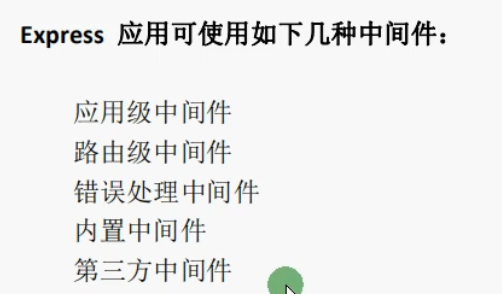 Express 应用可使用如下几种中间件：
应用级中间件
路由级中间件
错误处理中间件
内置中间件
第三方中间件